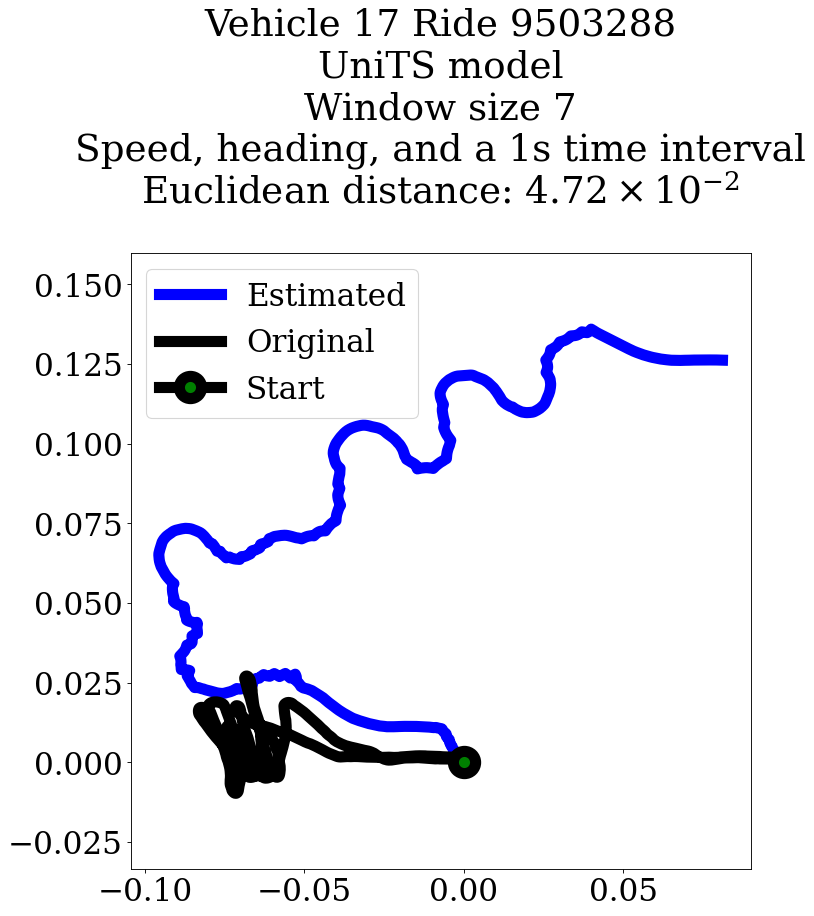 Vehicle 17 Ride 9503288
UniTS model
Window size 7
Speed, heading, and a 1s time interval
Euclidean distance: 4.72 × 10⁻²
Estimated
Original
Start
0.150
0.125
0.100
0.075
0.050
0.025
0.000
−0.025
−0.10
−0.05
0.00
0.05